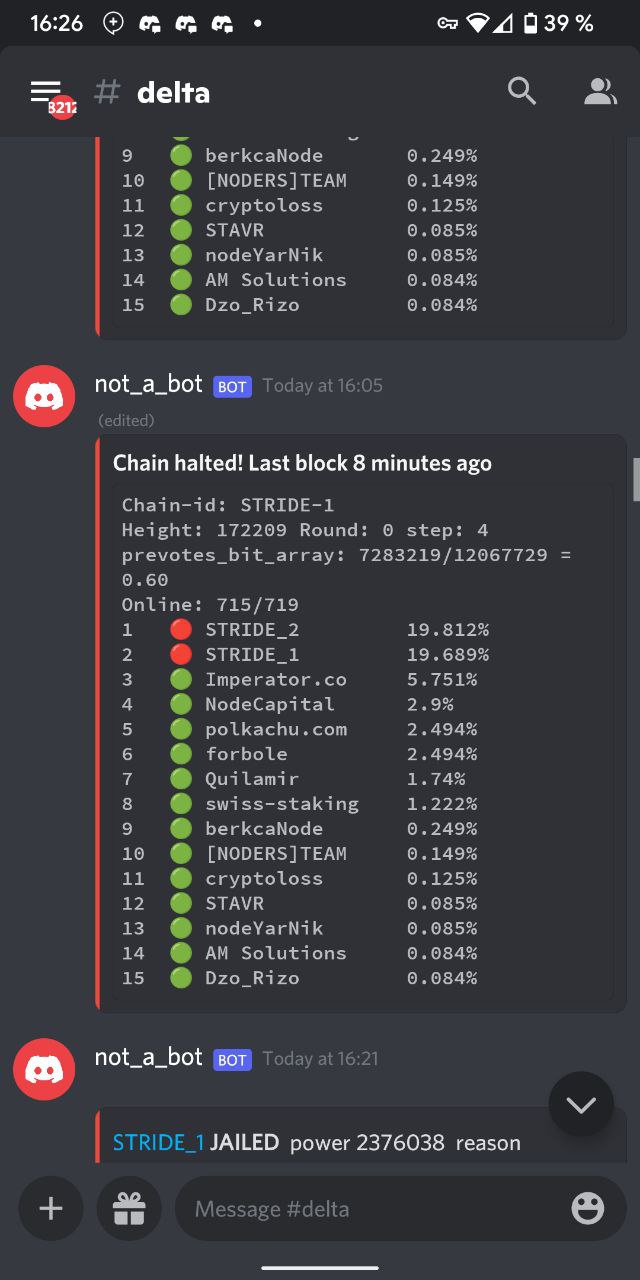 16:26 39 %
3212 # delta
9 berkcaNode 0.249%
10 [NODERS]TEAM 0.149%
11 cryptoloss 0.125%
12 STAVR 0.085%
13 nodeYarNik 0.085%
14 AM Solutions 0.084%
15 Dzo_Rizo 0.084%
not_a_bot BOT Today at 16:05
(edited)
Chain halted! Last block 8 minutes ago
Chain-id: STRIDE-1
Height: 172209 Round: 0 step: 4
prevotes_bit_array: 7283219/12067729 =
0.60
Online: 715/719
1 STRIDE_2 19.812%
2 STRIDE_1 19.689%
3 Imperator.co 5.751%
4 NodeCapital 2.9%
5 polkachu.com 2.494%
6 forbole 2.494%
7 Quilamir 1.74%
8 swiss-staking 1.222%
9 berkcaNode 0.249%
10 [NODERS]TEAM 0.149%
11 cryptoloss 0.125%
12 STAVR 0.085%
13 nodeYarNik 0.085%
14 AM Solutions 0.084%
15 Dzo_Rizo 0.084%
not_a_bot BOT Today at 16:21
STRIDE_1 JAILED power 2376038 reason
Message #delta